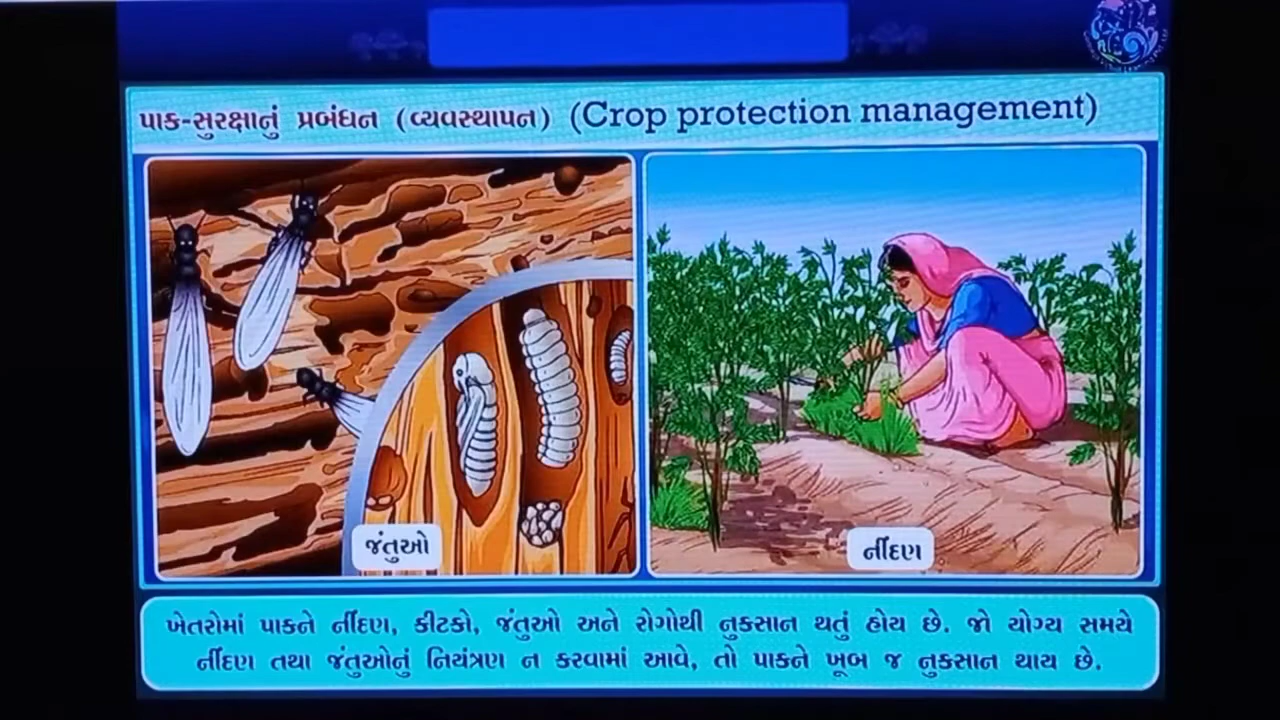 પાક-સુરક્ષાનું પ્રબંધન (વ્યવસ્થાપન) (Crop protection management)
જંતુઓ
નીંદણ
ખેતરોમાં પાકને નીંદણ, કીટકો, જંતુઓ અને રોગોથી નુકસાન થતું હોય છે. જો યોગ્ય સમયે
નીંદણ તથા જંતુઓનું નિયંત્રણ ન કરવામાં આવે, તો પાકને ખૂબ જ નુકસાન થાય છે.